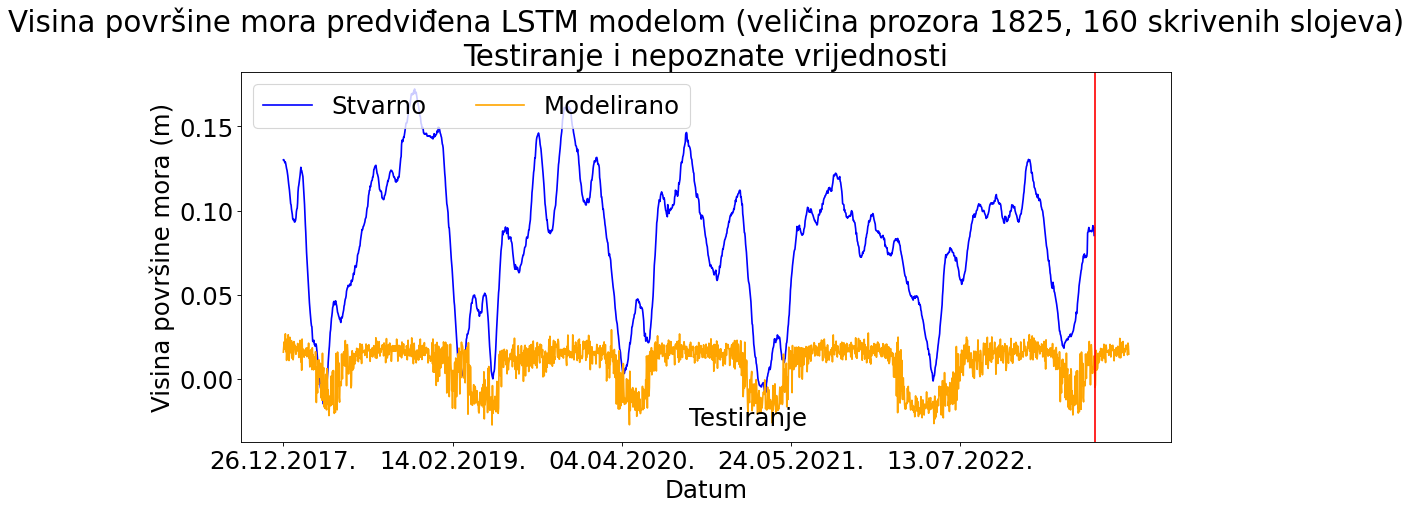 Visina površine mora predviđena LSTM modelom (veličina prozora 1825, 160 skrivenih slojeva)
Testiranje i nepoznate vrijednosti
Stvarno Modelirano
Visina površine mora (m)
0.15
0.10
0.05
0.00
Testiranje
26.12.2017. 14.02.2019. 04.04.2020. 24.05.2021. 13.07.2022.
Datum